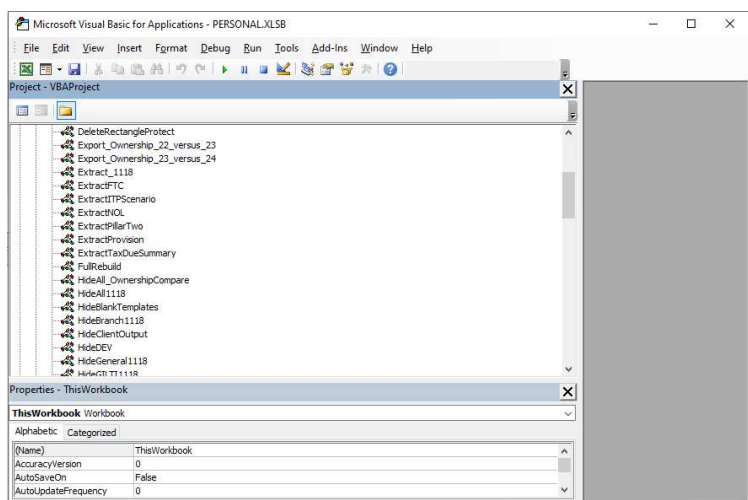 Microsoft Visual Basic for Applications - PERSONAL.XLSB
File Edit View Insert Format Debug Run Tools Add-Ins Window Help
Project - VBAProject
DeleteRectangleProtect
Export_Ownership_22_versus_23
Export_Ownership_23_versus_24
Extract_1118
ExtractFTC
ExtractITPScenario
ExtractNOL
ExtractPillarTwo
ExtractProvision
ExtractTaxDueSummary
FullRebuild
HideAll_OwnershipCompare
HideAll1118
HideBlankTemplates
HideBranch1118
HideClientOutput
HideDEV
HideGeneral1118
HideGILTI1118
Properties - ThisWorkbook
ThisWorkbook Workbook
Alphabetic Categorized
(Name) ThisWorkbook
AccuracyVersion 0
AutoSaveOn False
AutoUpdateFrequency 0